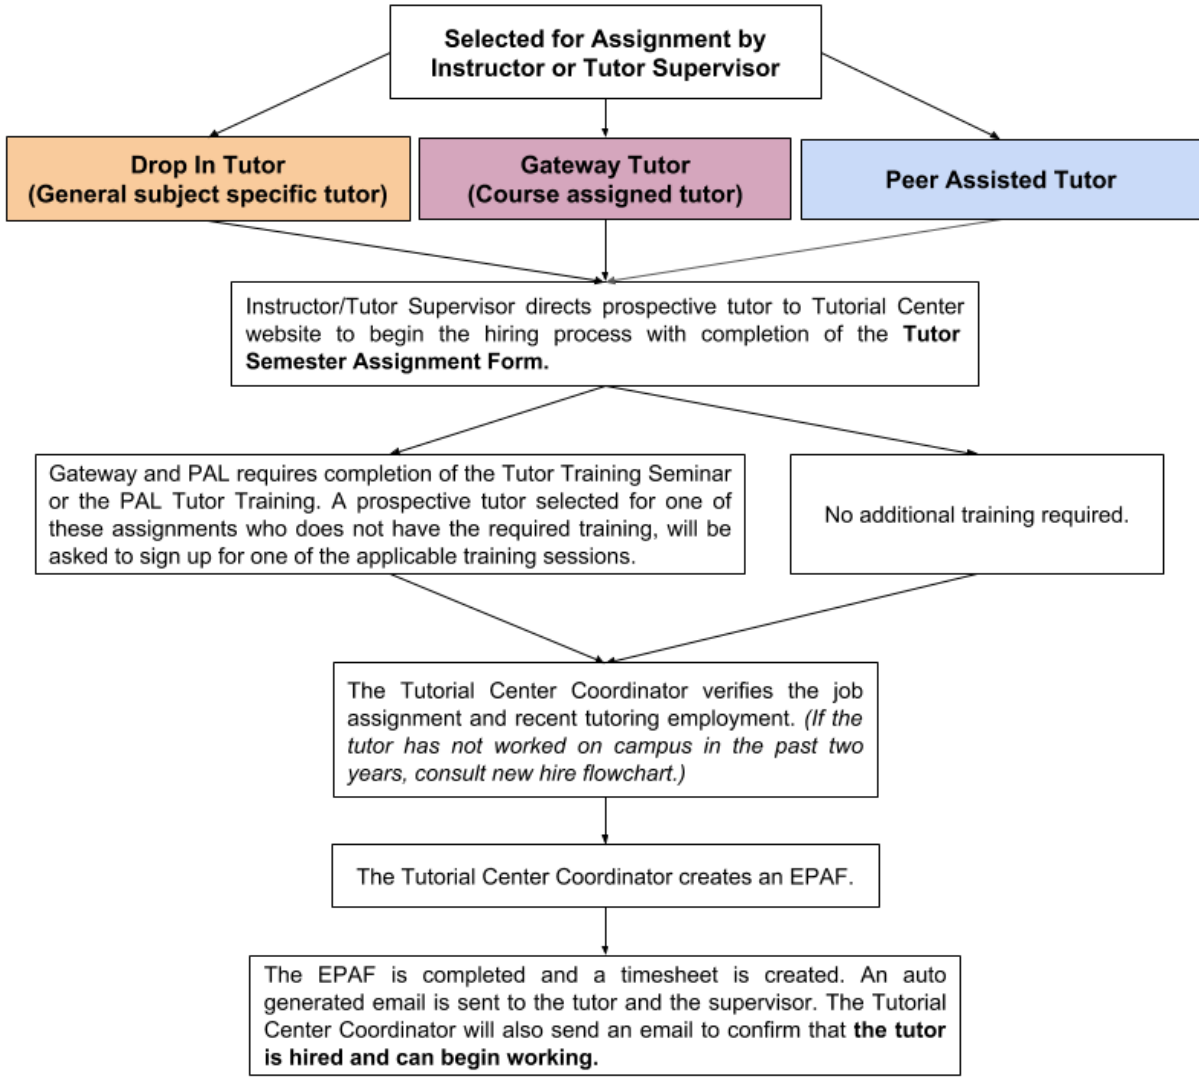 Selected for Assignment by
Instructor or Tutor Supervisor
Drop In Tutor
(General subject specific tutor)
Gateway Tutor
(Course assigned tutor)
Peer Assisted Tutor
Instructor/Tutor Supervisor directs prospective tutor to Tutorial Center
website to begin the hiring process with completion of the Tutor
Semester Assignment Form.
Gateway and PAL requires completion of the Tutor Training Seminar
or the PAL Tutor Training. A prospective tutor selected for one of
these assignments who does not have the required training, will be
asked to sign up for one of the applicable training sessions.
No additional training required.
The Tutorial Center Coordinator verifies the job
assignment and recent tutoring employment. (If the
tutor has not worked on campus in the past two
years, consult new hire flowchart.)
The Tutorial Center Coordinator creates an EPAF.
The EPAF is completed and a timesheet is created. An auto
generated email is sent to the tutor and the supervisor. The Tutorial
Center Coordinator will also send an email to confirm that the tutor
is hired and can begin working.